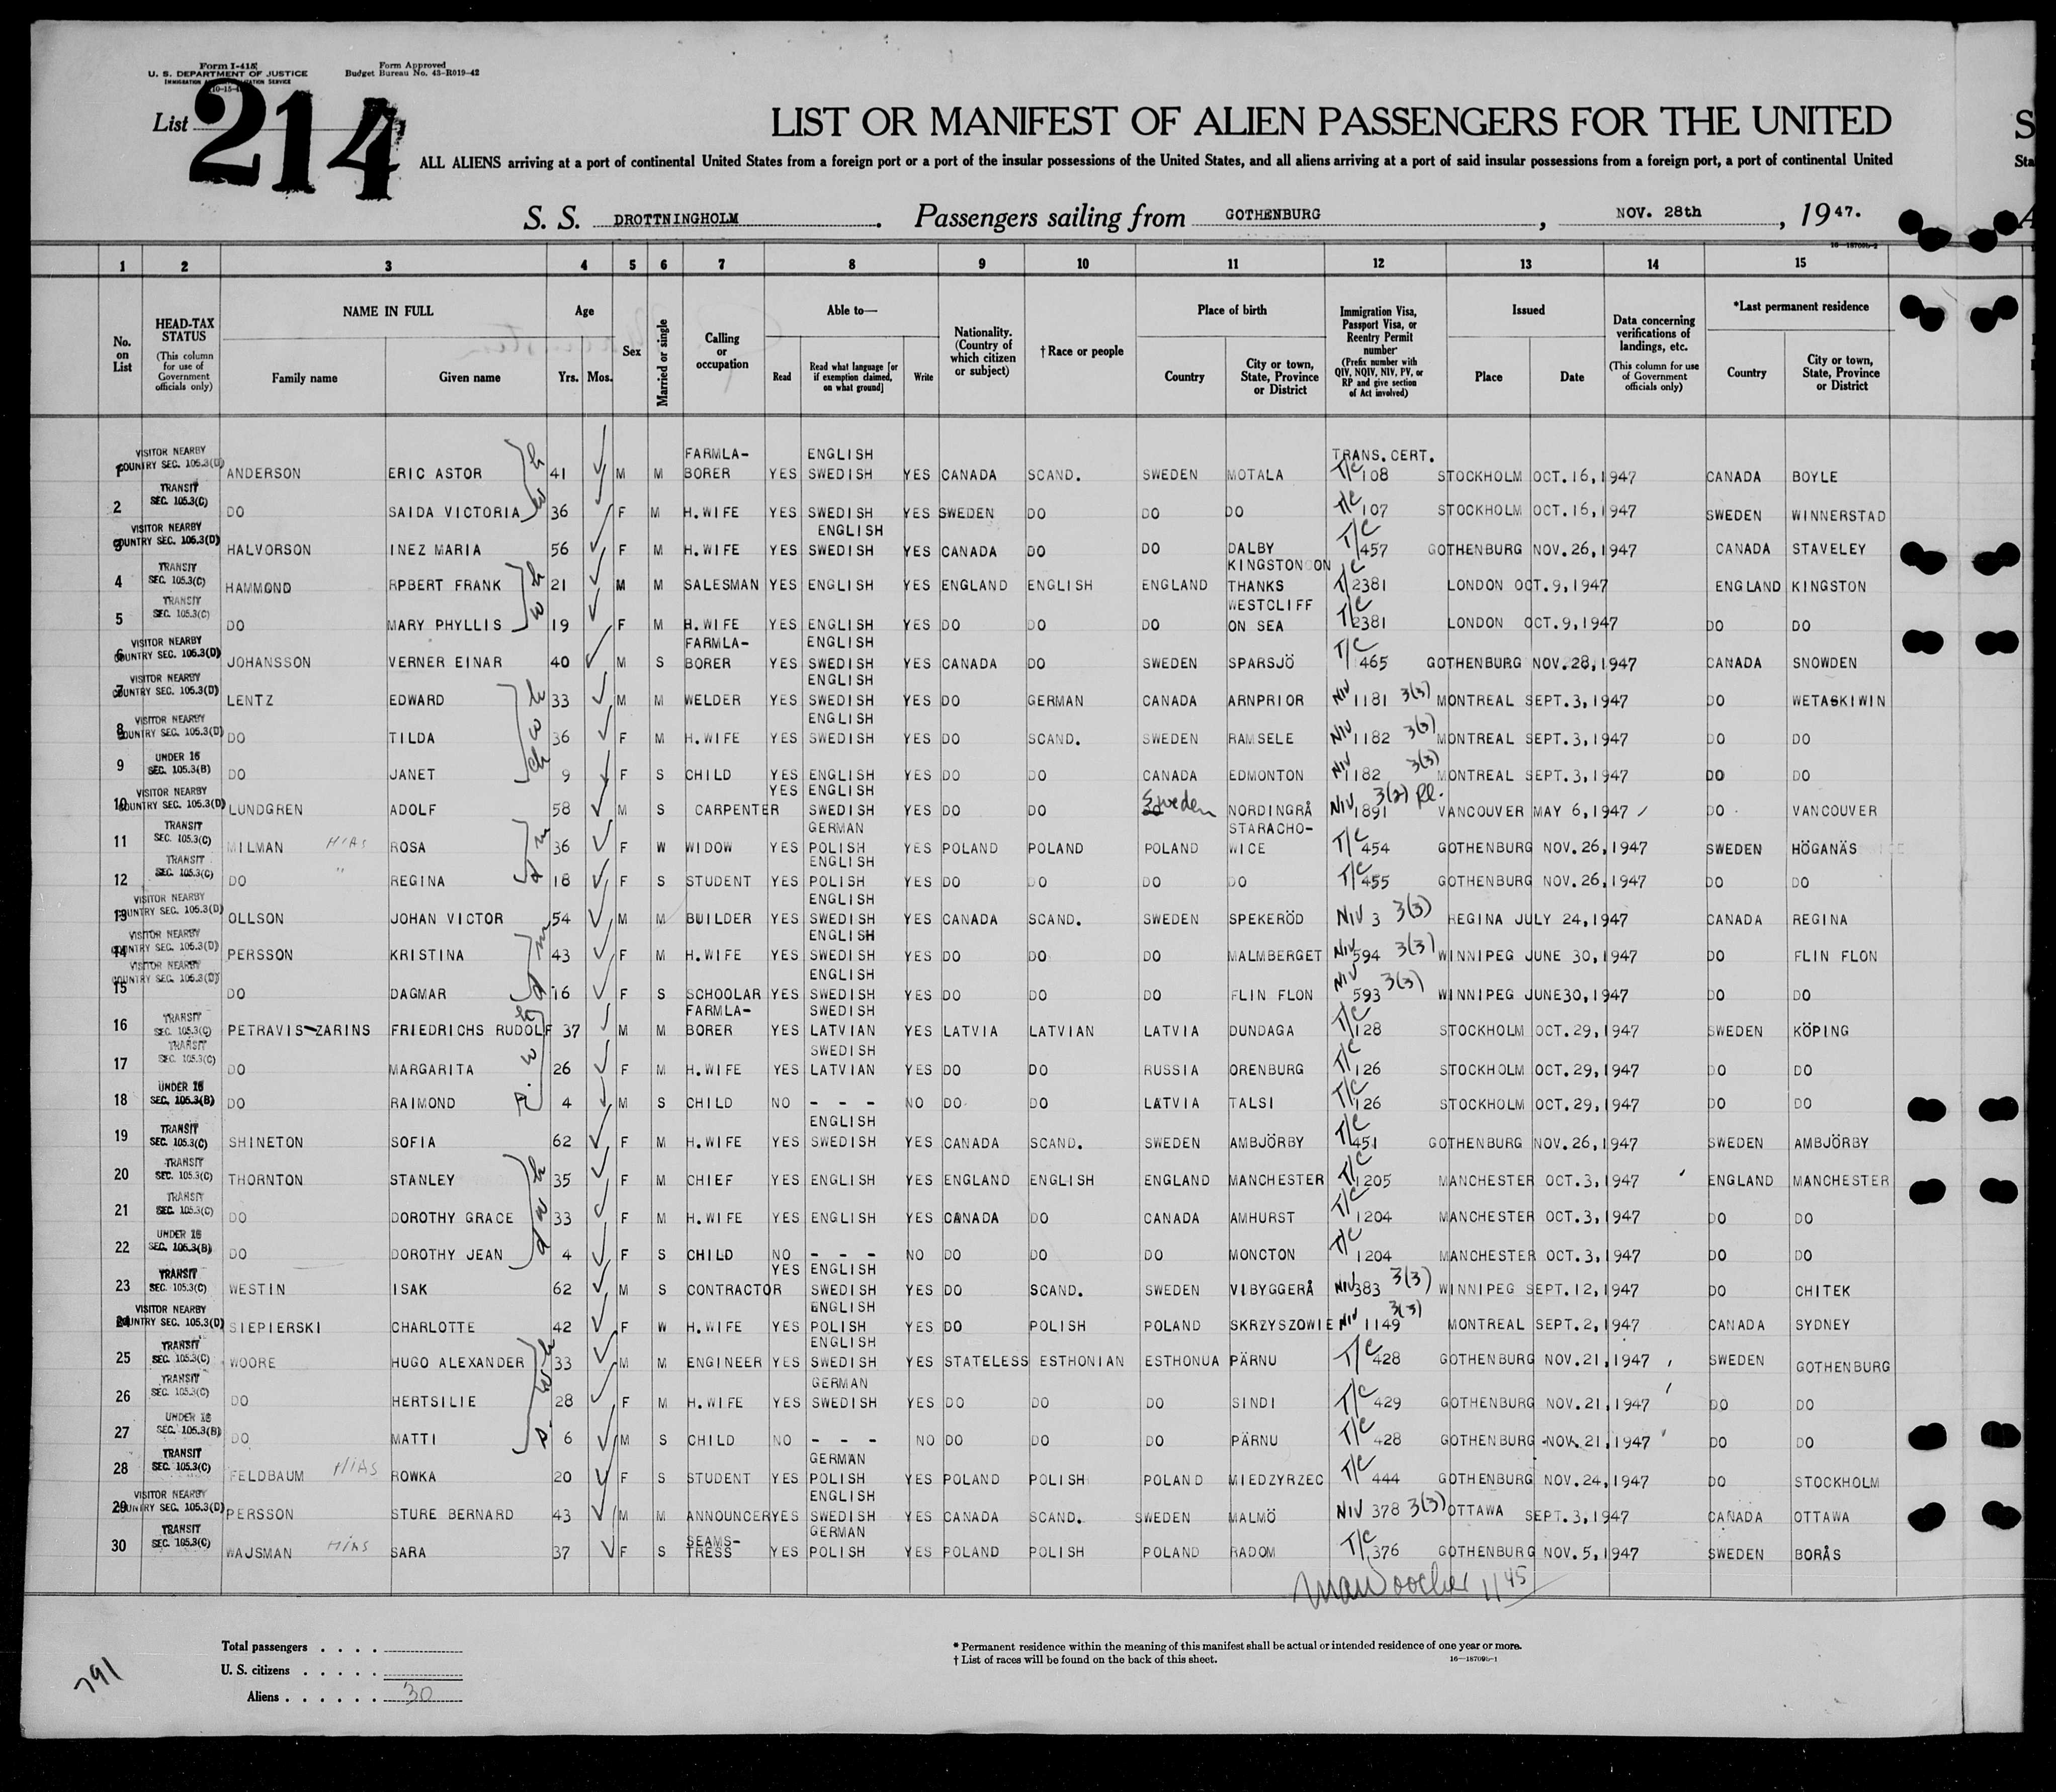 Form I-415
U. S. DEPARTMENT OF JUSTICE
Form Approved
Budget Bureau No. 43-R019-42
List 214
LIST OR MANIFEST OF ALIEN PASSENGERS FOR THE UNITED
ALL ALIENS arriving at a port of continental United States from a foreign port or a port of the insular possessions of the United States, and all aliens arriving at a port of said insular possessions from a foreign port, a port of continental United
S. S. DROTTNINGHOLM. Passengers sailing from GOTHENBURG, NOV. 28th, 1947.
1 2 3 4 5 6 7 8 9 10 11 12 13 14 15
No. on List
HEAD-TAX STATUS (This column for use of Government officials only)
NAME IN FULL
Family name Given name
Age
Yrs. Mos.
Sex
Married or single
Calling or occupation
Able to—
Read
Read what language [or if exemption claimed, on what ground]
Write
Nationality. (Country of which citizen or subject)
† Race or people
Place of birth
Country
City or town, State, Province or District
Immigration Visa, Passport Visa, or Reentry Permit number (Prefix number with QIV, NQIV, NIV, PV, or RP and give section of Act involved)
Issued
Place Date
Data concerning verifications of landings, etc. (This column for use of Government officials only)
*Last permanent residence
Country
City or town, State, Province or District
1 VISITOR NEARBY COUNTRY SEC. 105.3(D) ANDERSON ERIC ASTOR 41 M M FARMLA-BORER YES ENGLISH SWEDISH YES CANADA SCAND. SWEDEN MOTALA TRANS. CERT. T/C 108 STOCKHOLM OCT. 16, 1947 CANADA BOYLE
2 TRANSIT SEC. 105.3(C) DO SAIDA VICTORIA 36 F M H. WIFE YES SWEDISH YES SWEDEN DO DO DO T/C 107 STOCKHOLM OCT. 16, 1947 SWEDEN WINNERSTAD
3 VISITOR NEARBY COUNTRY SEC. 105.3(D) HALVORSON INEZ MARIA 56 F M H. WIFE YES ENGLISH SWEDISH YES CANADA DO DO DALBY T/C 457 GOTHENBURG NOV. 26, 1947 CANADA STAVELEY
4 TRANSIT SEC. 105.3(C) HAMMOND RPBERT FRANK 21 M M SALESMAN YES ENGLISH YES ENGLAND ENGLISH ENGLAND KINGSTON ON THANKS T/C 2381 LONDON OCT. 9, 1947 ENGLAND KINGSTON
5 TRANSIT SEC. 105.3(C) DO MARY PHYLLIS 19 F M H. WIFE YES ENGLISH YES DO DO DO WESTCLIFF ON SEA T/C 2381 LONDON OCT. 9, 1947 DO DO
6 VISITOR NEARBY COUNTRY SEC. 105.3(D) JOHANSSON VERNER EINAR 40 M S FARMLA-BORER YES ENGLISH SWEDISH YES CANADA DO SWEDEN SPARSJÖ T/C 465 GOTHENBURG NOV. 28, 1947 CANADA SNOWDEN
7 VISITOR NEARBY COUNTRY SEC. 105.3(D) LENTZ EDWARD 33 M M WELDER YES ENGLISH SWEDISH YES DO GERMAN CANADA ARNPRIOR NIV 1181 3(3) MONTREAL SEPT. 3, 1947 DO WETASKIWIN
8 VISITOR NEARBY COUNTRY SEC. 105.3(D) DO TILDA 36 F M H. WIFE YES ENGLISH SWEDISH YES DO SCAND. SWEDEN RAMSELE NIV 1182 3(3) MONTREAL SEPT. 3, 1947 DO DO
9 UNDER 16 SEC. 105.3(B) DO JANET 9 F S CHILD YES ENGLISH YES DO DO CANADA EDMONTON NIV 1182 3(3) MONTREAL SEPT. 3, 1947 DO DO
10 VISITOR NEARBY COUNTRY SEC. 105.3(D) LUNDGREN ADOLF 58 M S CARPENTER YES ENGLISH SWEDISH YES DO DO Sweden NORDINGRÅ NIV 1891 3(2) VANCOUVER MAY 6, 1947 DO VANCOUVER
11 TRANSIT SEC. 105.3(C) MILMAN HIAS ROSA 36 F W WIDOW YES GERMAN POLISH YES POLAND POLAND POLAND STARACHO-WICE T/C 454 GOTHENBURG NOV. 26, 1947 SWEDEN HÖGANÄS
12 TRANSIT SEC. 105.3(C) DO " REGINA 18 F S STUDENT YES ENGLISH POLISH YES DO DO DO DO T/C 455 GOTHENBURG NOV. 26, 1947 DO DO
13 VISITOR NEARBY COUNTRY SEC. 105.3(D) OLLSON JOHAN VICTOR 54 M M BUILDER YES ENGLISH SWEDISH YES CANADA SCAND. SWEDEN SPEKERÖD NIV 3 3(3) REGINA JULY 24, 1947 CANADA REGINA
14 VISITOR NEARBY COUNTRY SEC. 105.3(D) PERSSON KRISTINA 43 F M H. WIFE YES ENGLISH SWEDISH YES DO DO DO MALMBERGET NIV 594 3(3) WINNIPEG JUNE 30, 1947 DO FLIN FLON
15 VISITOR NEARBY COUNTRY SEC. 105.3(D) DO DAGMAR 16 F S SCHOOLAR YES ENGLISH SWEDISH YES DO DO DO FLIN FLON NIV 593 3(3) WINNIPEG JUNE 30, 1947 DO DO
16 TRANSIT SEC. 105.3(C) PETRAVIS-ZARINS FRIEDRICHS RUDOLF 37 M M FARMLA-BORER YES SWEDISH LATVIAN YES LATVIA LATVIAN LATVIA DUNDAGA T/C 128 STOCKHOLM OCT. 29, 1947 SWEDEN KÖPING
17 TRANSIT SEC. 105.3(C) DO MARGARITA 26 F M H. WIFE YES SWEDISH LATVIAN YES DO DO RUSSIA ORENBURG T/C 126 STOCKHOLM OCT. 29, 1947 DO DO
18 UNDER 16 SEC. 105.3(B) DO RAIMOND 4 M S CHILD NO - - - NO DO DO LATVIA TALSI T/C 126 STOCKHOLM OCT. 29, 1947 DO DO
19 TRANSIT SEC. 105.3(C) SHINETON SOFIA 62 F M H. WIFE YES ENGLISH SWEDISH YES CANADA SCAND. SWEDEN AMBJÖRBY T/C 451 GOTHENBURG NOV. 26, 1947 SWEDEN AMBJÖRBY
20 TRANSIT SEC. 105.3(C) THORNTON STANLEY 35 F M CHIEF YES ENGLISH YES ENGLAND ENGLISH ENGLAND MANCHESTER T/C 1205 MANCHESTER OCT. 3, 1947 ENGLAND MANCHESTER
21 TRANSIT SEC. 105.3(C) DO DOROTHY GRACE 33 F M H. WIFE YES ENGLISH YES CANADA DO CANADA AMHURST T/C 1204 MANCHESTER OCT. 3, 1947 DO DO
22 UNDER 16 SEC. 105.3(B) DO DOROTHY JEAN 4 F S CHILD NO - - - NO DO DO DO MONCTON T/C 1204 MANCHESTER OCT. 3, 1947 DO DO
23 TRANSIT SEC. 105.3(C) WESTIN ISAK 62 M S CONTRACTOR YES ENGLISH SWEDISH YES DO SCAND. SWEDEN VIBYGGERÅ NIV 383 3(3) WINNIPEG SEPT. 12, 1947 DO CHITEK
24 VISITOR NEARBY COUNTRY SEC. 105.3(D) SIEPIERSKI CHARLOTTE 42 F W H. WIFE YES ENGLISH POLISH YES DO POLISH POLAND SKRZYSZOWIE NIV 1149 3(3) MONTREAL SEPT. 2, 1947 CANADA SYDNEY
25 TRANSIT SEC. 105.3(C) WOORE HUGO ALEXANDER 33 M M ENGINEER YES ENGLISH SWEDISH YES STATELESS ESTHONIAN ESTHONUA PÄRNU T/C 428 GOTHENBURG NOV. 21, 1947 SWEDEN GOTHENBURG
26 TRANSIT SEC. 105.3(C) DO HERTSILIE 28 F M H. WIFE YES GERMAN SWEDISH YES DO DO DO SINDI T/C 429 GOTHENBURG NOV. 21, 1947 DO DO
27 UNDER 16 SEC. 105.3(B) DO MATTI 6 M S CHILD NO - - - NO DO DO DO PÄRNU T/C 428 GOTHENBURG NOV. 21, 1947 DO DO
28 TRANSIT SEC. 105.3(C) FELDBAUM HIAS ROWKA 20 F S STUDENT YES GERMAN POLISH YES POLAND POLISH POLAND MIEDZYRZEC T/C 444 GOTHENBURG NOV. 24, 1947 DO STOCKHOLM
29 VISITOR NEARBY COUNTRY SEC. 105.3(D) PERSSON STURE BERNARD 43 M M ANNOUNCER YES ENGLISH SWEDISH YES CANADA SCAND. SWEDEN MALMÖ NIV 378 3(3) OTTAWA SEPT. 3, 1947 CANADA OTTAWA
30 TRANSIT SEC. 105.3(C) WAJSMAN HIAS SARA 37 F S SEAMS-TRESS YES GERMAN POLISH YES POLAND POLISH POLAND RADOM T/C 376 GOTHENBURG NOV. 5, 1947 SWEDEN BORÅS
Total passengers . . . .
U. S. citizens . . . . .
Aliens . . . . . . 30
* Permanent residence within the meaning of this manifest shall be actual or intended residence of one year or more.
† List of races will be found on the back of this sheet.
16—18709b-1
791